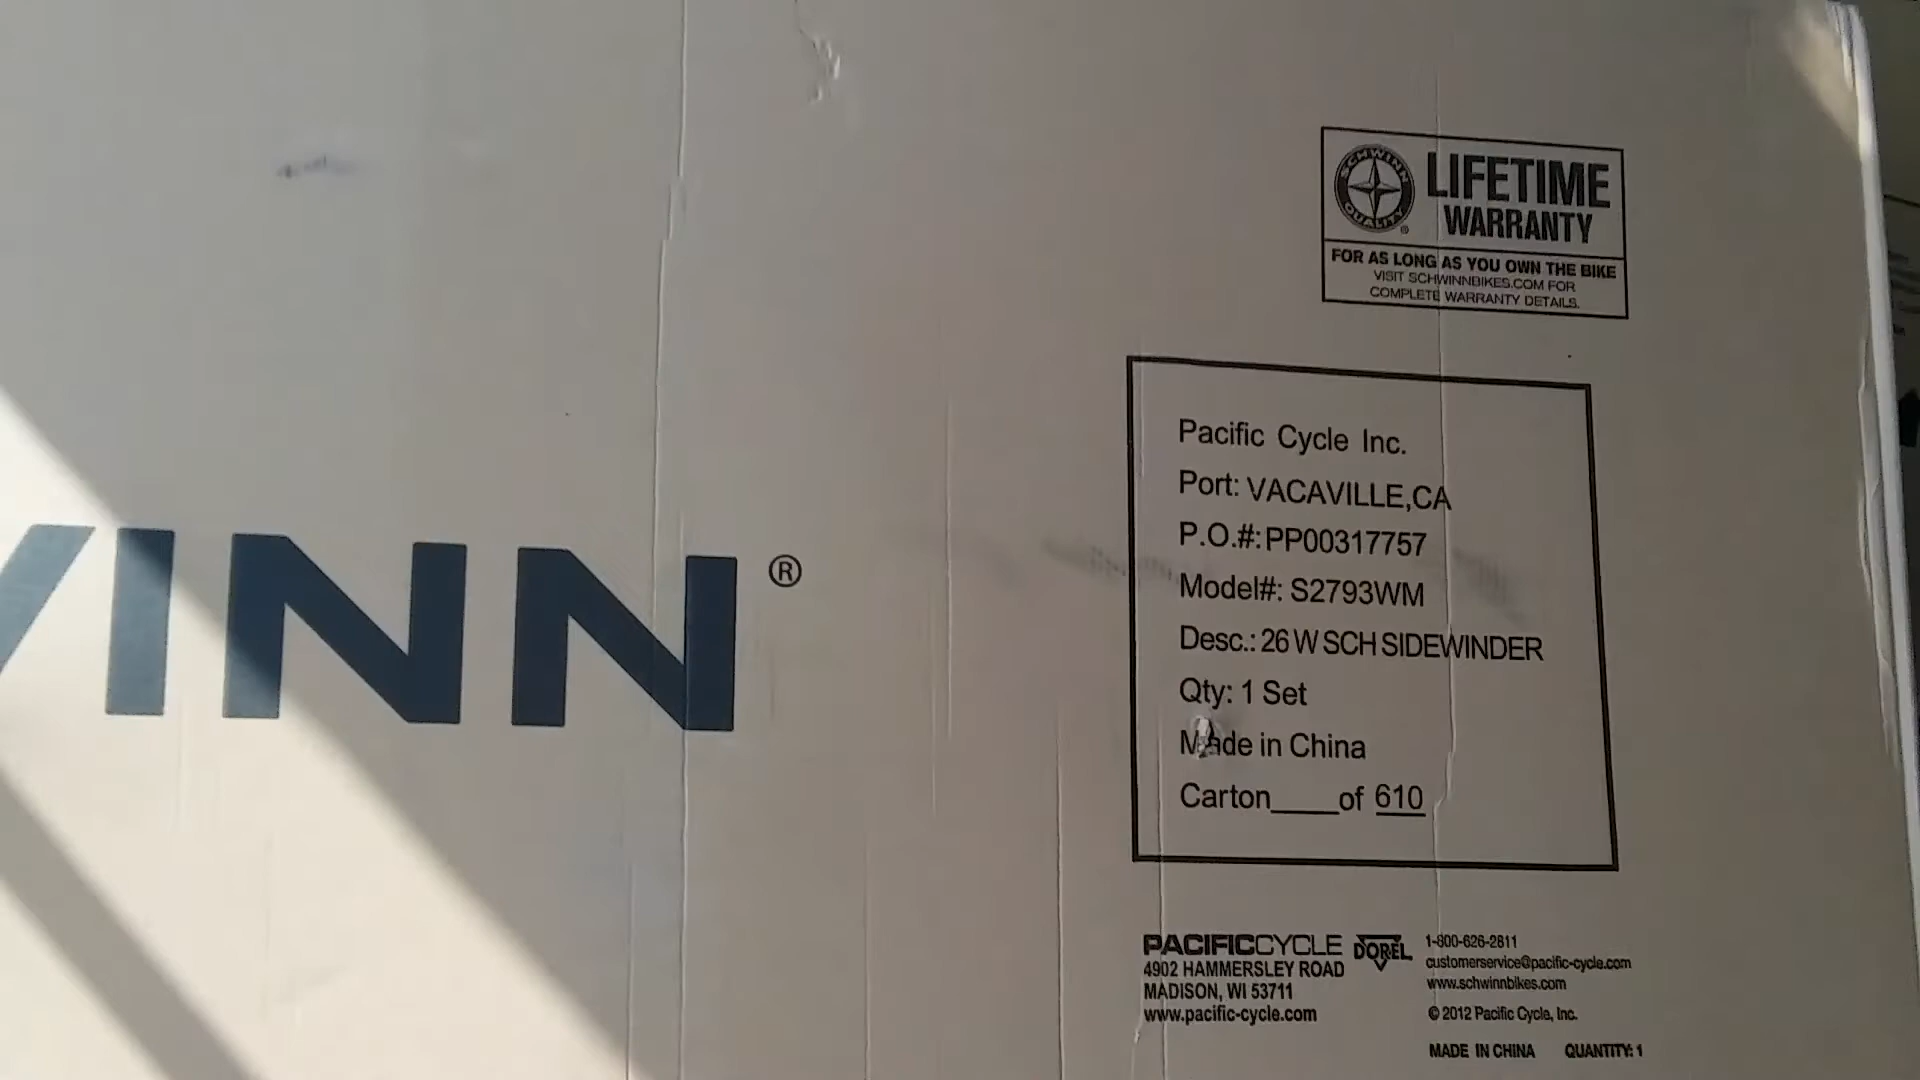 SCHWINN
QUALITY
®
LIFETIME
WARRANTY
FOR AS LONG AS YOU OWN THE BIKE
VISIT SCHWINNBIKES.COM FOR
COMPLETE WARRANTY DETAILS.
INN®
Pacific Cycle Inc.
Port: VACAVILLE,CA
P.O.#: PP00317757
Model#: S2793WM
Desc.: 26 W SCH SIDEWINDER
Qty: 1 Set
Made in China
Carton____of 610
PACIFICCYCLE
4902 HAMMERSLEY ROAD
MADISON, WI 53711
www.pacific-cycle.com
DOREL
1-800-626-2811
customerservice@pacific-cycle.com
www.schwinnbikes.com
© 2012 Pacific Cycle, Inc.
MADE IN CHINA QUANTITY: 1